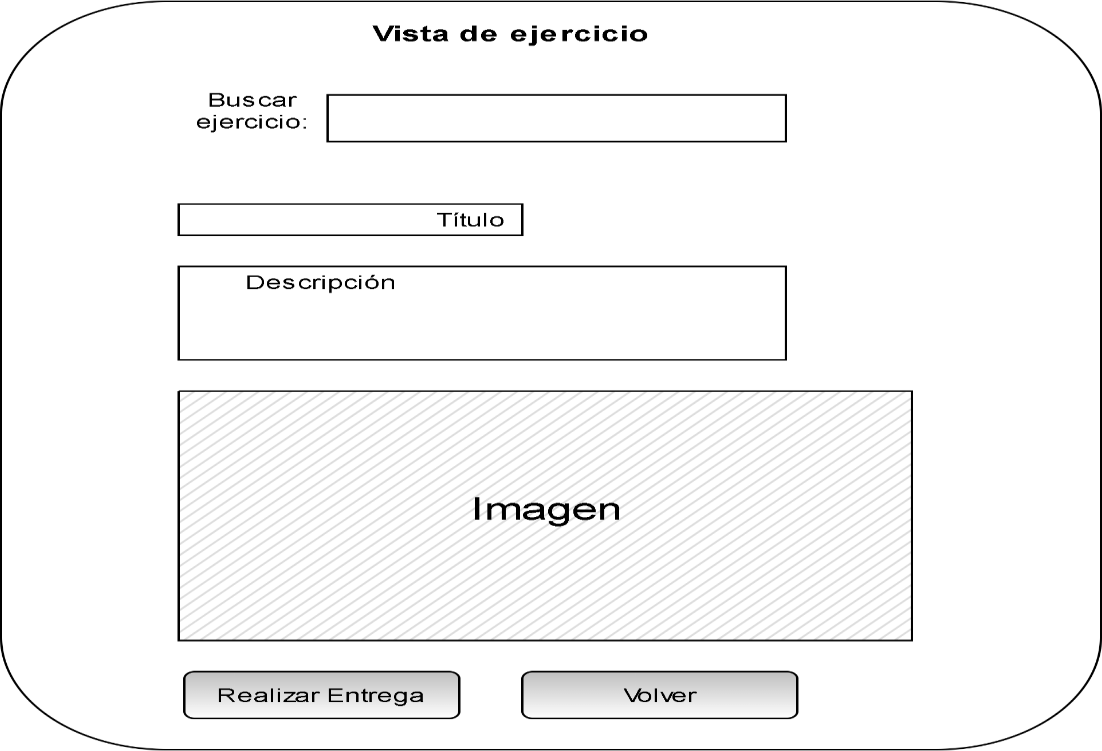 Vista de ejercicio
Buscar
ejercicio:
Título
Descripción
Imagen
Realizar Entrega
Volver